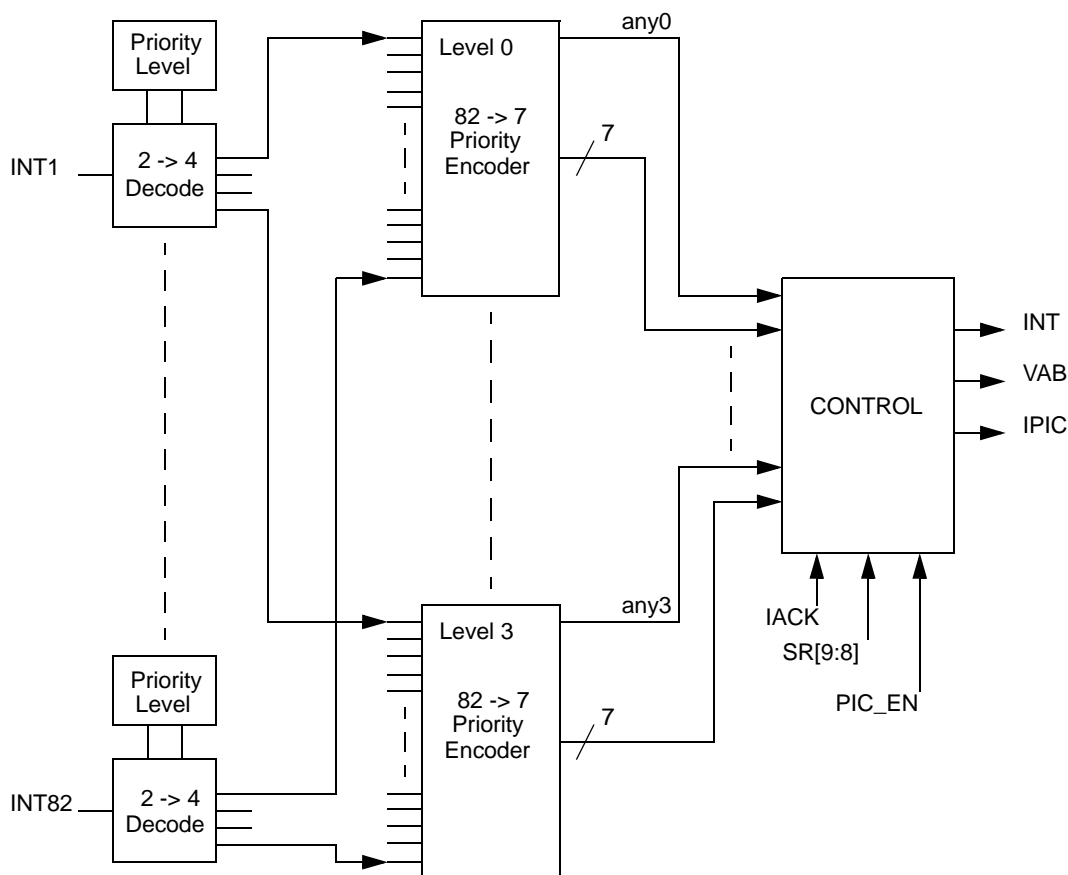 Priority
Level
INT1
2 -> 4
Decode
Level 0
82 -> 7
Priority
Encoder
any0
7
CONTROL
INT
VAB
IPIC
IACK
SR[9:8]
PIC_EN
Priority
Level
INT82
2 -> 4
Decode
Level 3
82 -> 7
Priority
Encoder
any3
7